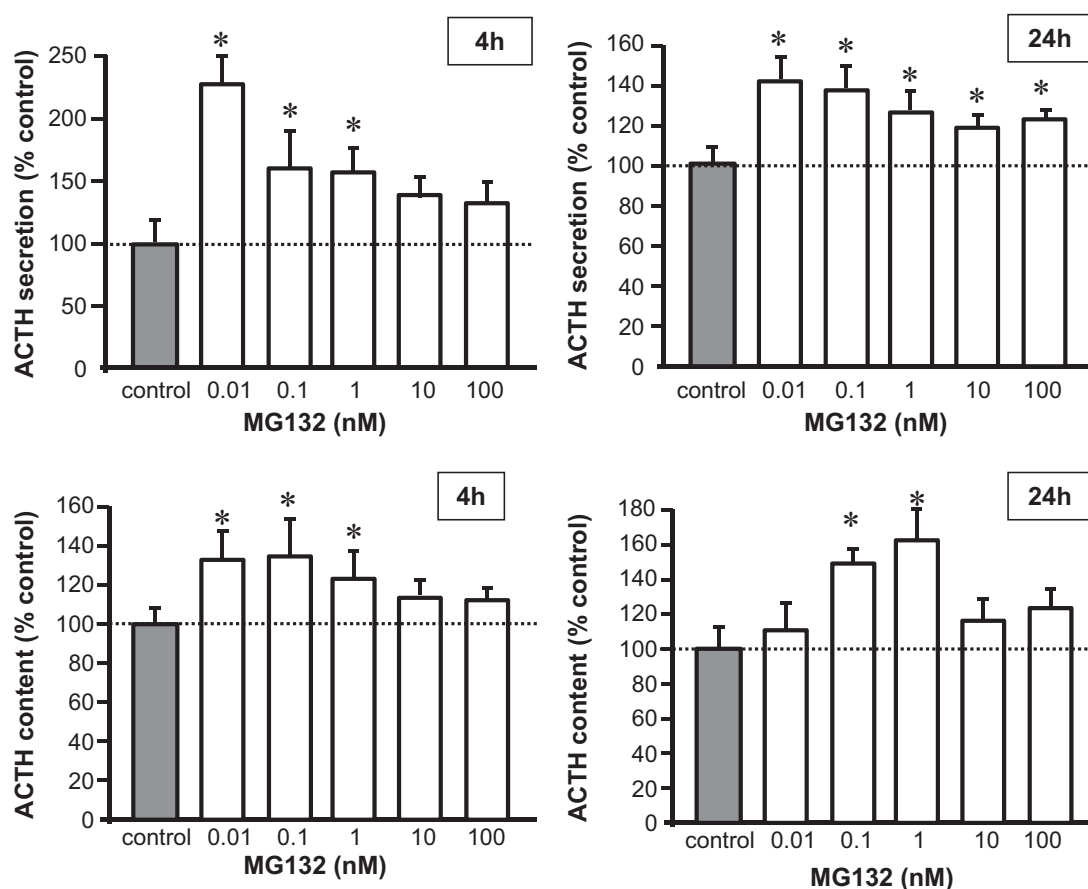 4h
ACTH secretion (% control)
250
200
150
100
50
0
* * *
control 0.01 0.1 1 10 100
MG132 (nM)
24h
ACTH secretion (% control)
160
140
120
100
80
60
40
20
0
* * * * *
control 0.01 0.1 1 10 100
MG132 (nM)
4h
ACTH content (% control)
160
140
120
100
80
60
40
20
0
* * *
control 0.01 0.1 1 10 100
MG132 (nM)
24h
ACTH content (% control)
180
160
140
120
100
80
60
40
20
0
* *
control 0.01 0.1 1 10 100
MG132 (nM)